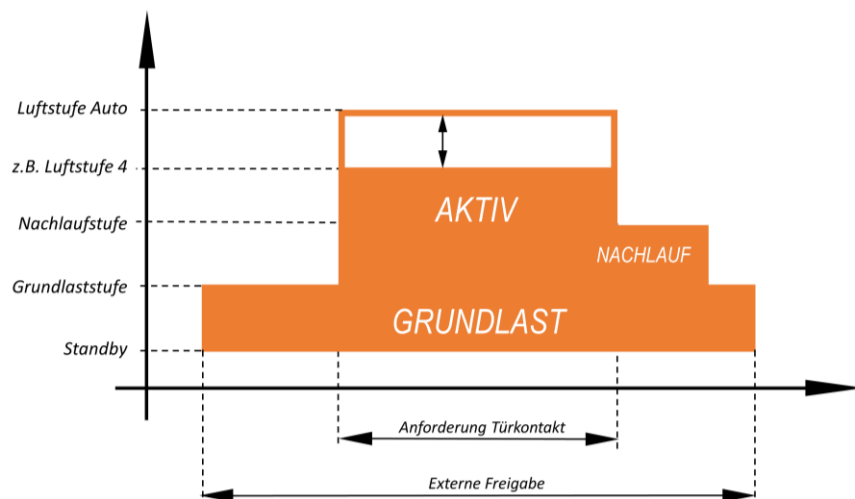 Luftstufe Auto
z.B. Luftstufe 4
AKTIV
Nachlaufstufe
NACHLAUF
Grundlaststufe
GRUNDLAST
Standby
Anforderung Türkontakt
Externe Freigabe